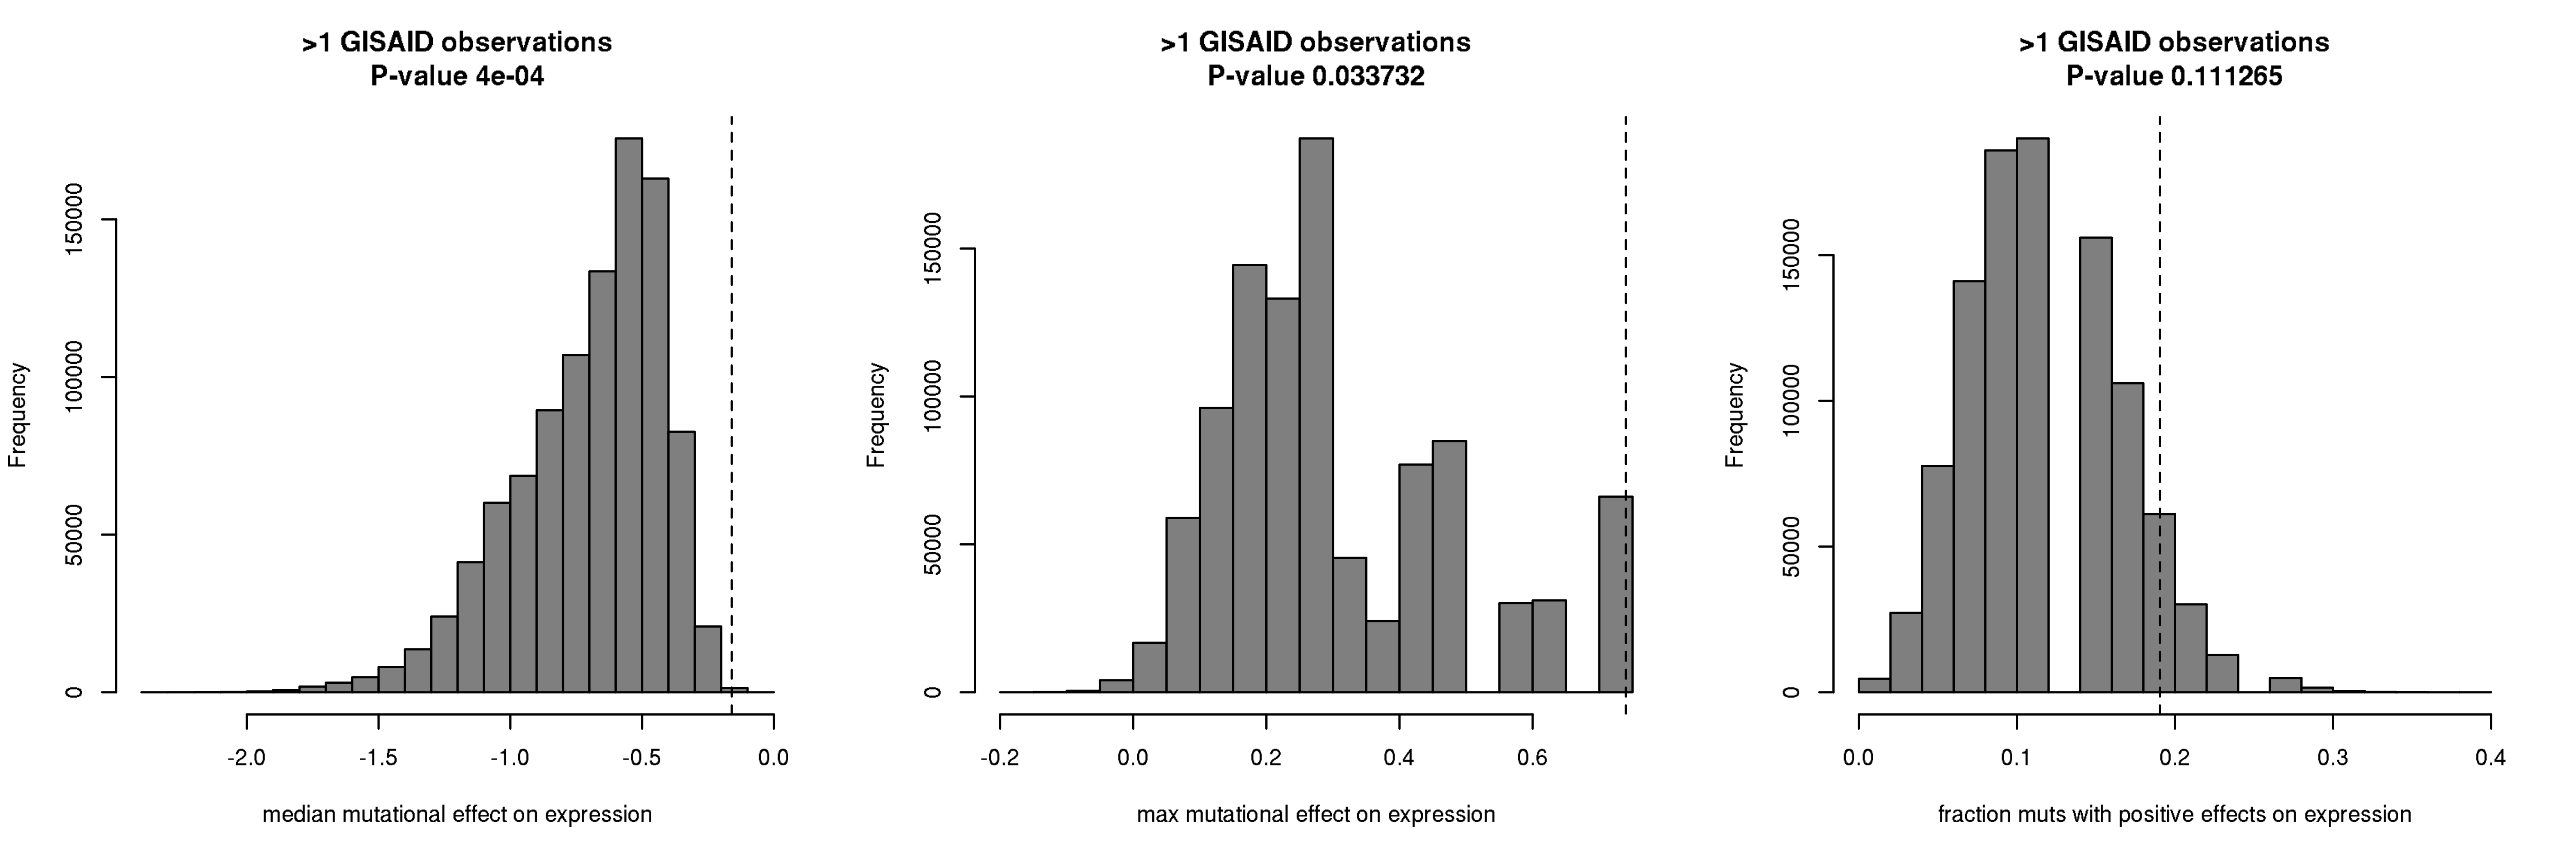 >1 GISAID observations
P-value 4e-04
Frequency
0
50000
100000
150000
-2.0
-1.5
-1.0
-0.5
0.0
median mutational effect on expression
>1 GISAID observations
P-value 0.033732
Frequency
0
50000
100000
150000
-0.2
0.0
0.2
0.4
0.6
max mutational effect on expression
>1 GISAID observations
P-value 0.111265
Frequency
0
50000
100000
150000
0.0
0.1
0.2
0.3
0.4
fraction muts with positive effects on expression